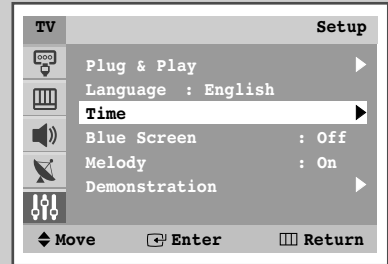 TV Setup
Plug & Play
Language : English
Time
Blue Screen : Off
Melody : On
Demonstration
Move Enter Return